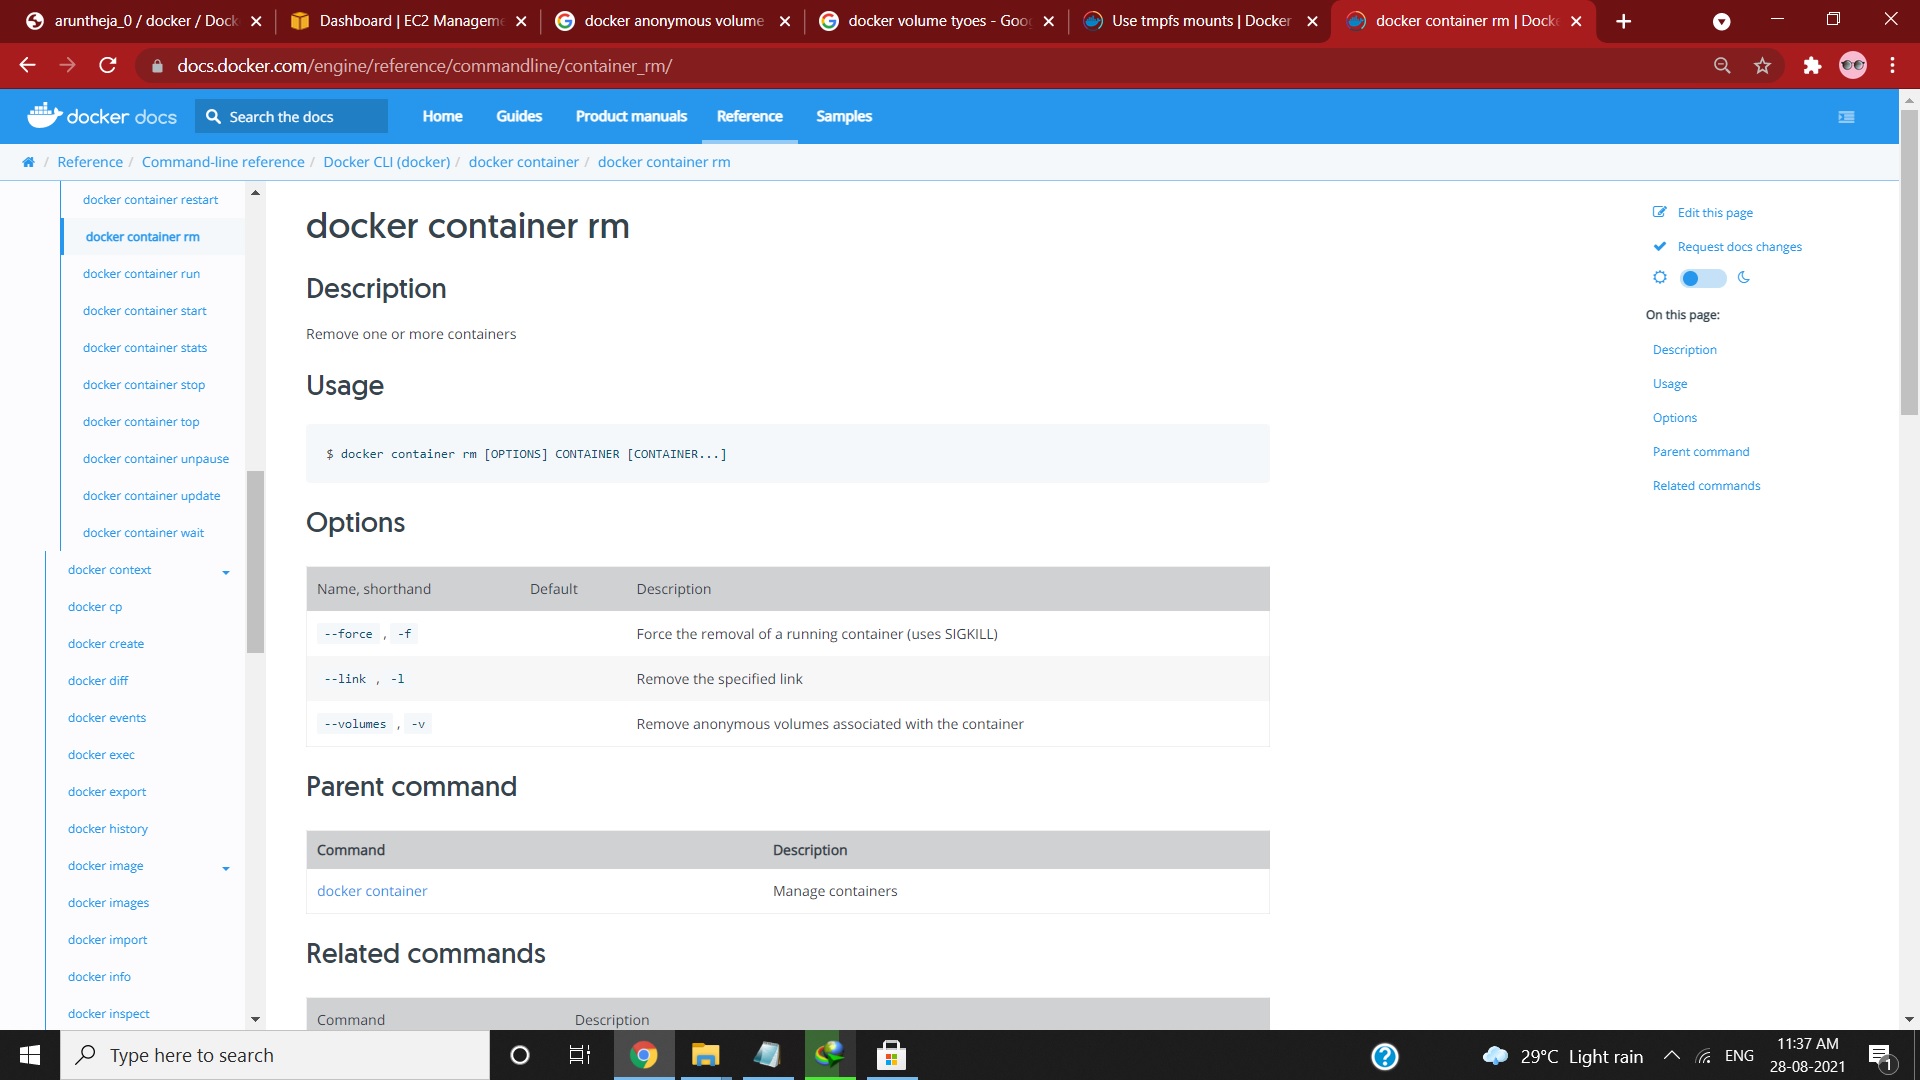 aruntheja_0 / docker / Dock
Dashboard | EC2 Manageme
docker anonymous volume
docker volume tyoes - Goo
Use tmpfs mounts | Docker
docker container rm | Docke
docs.docker.com/engine/reference/commandline/container_rm/
docker docs
Search the docs
Home
Guides
Product manuals
Reference
Samples
/ Reference / Command-line reference / Docker CLI (docker) / docker container / docker container rm
docker container restart
docker container rm
docker container run
docker container start
docker container stats
docker container stop
docker container top
docker container unpause
docker container update
docker container wait
docker context
docker cp
docker create
docker diff
docker events
docker exec
docker export
docker history
docker image
docker images
docker import
docker info
docker inspect
docker container rm
Description
Remove one or more containers
Usage
$ docker container rm [OPTIONS] CONTAINER [CONTAINER...]
Options
Name, shorthand Default Description
--force , -f Force the removal of a running container (uses SIGKILL)
--link , -l Remove the specified link
--volumes , -v Remove anonymous volumes associated with the container
Parent command
Command Description
docker container Manage containers
Related commands
Command Description
Edit this page
Request docs changes
On this page:
Description
Usage
Options
Parent command
Related commands
Type here to search
29°C Light rain
ENG
11:37 AM
28-08-2021
1